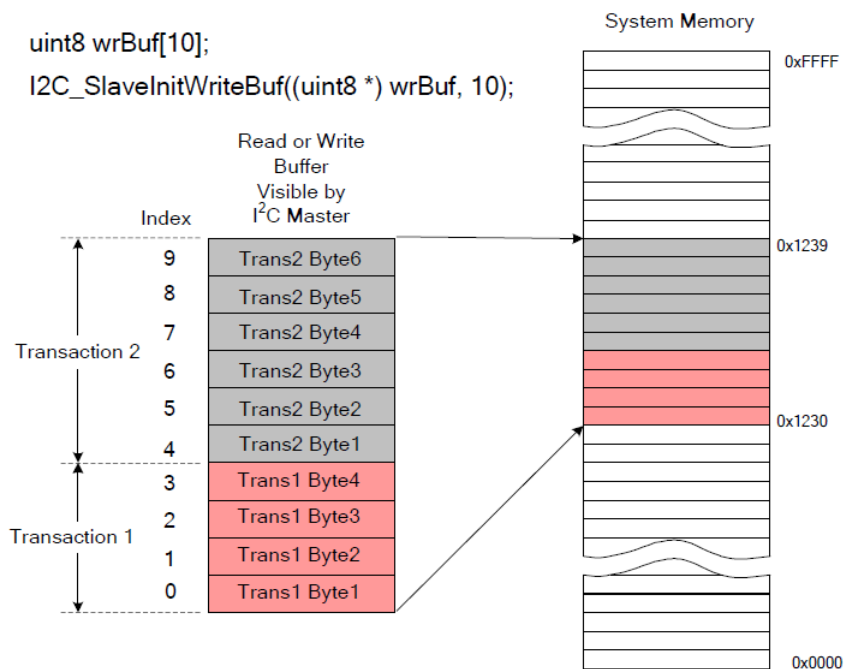 System Memory
uint8 wrBuf[10];
I2C_SlaveInitWriteBuf((uint8 *) wrBuf, 10);
0xFFFF
Read or Write
Buffer
Visible by
I²C Master
Index
0x1239
9 Trans2 Byte6
8 Trans2 Byte5
7 Trans2 Byte4
Transaction 2
6 Trans2 Byte3
5 Trans2 Byte2
0x1230
4 Trans2 Byte1
3 Trans1 Byte4
2 Trans1 Byte3
Transaction 1
1 Trans1 Byte2
0 Trans1 Byte1
0x0000